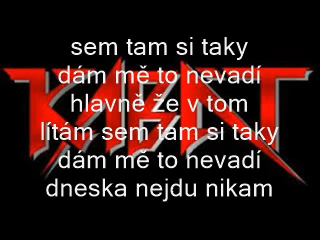 KABÁT
sem tam si taky
dám mě to nevadí
hlavně že v tom
lítám sem tam si taky
dám mě to nevadí
dneska nejdu nikam